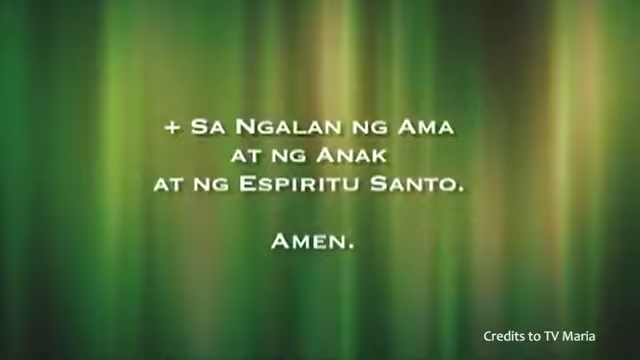 + Sa Ngalan ng Ama
at ng Anak
at ng Espiritu Santo.
Amen.
Credits to TV Maria